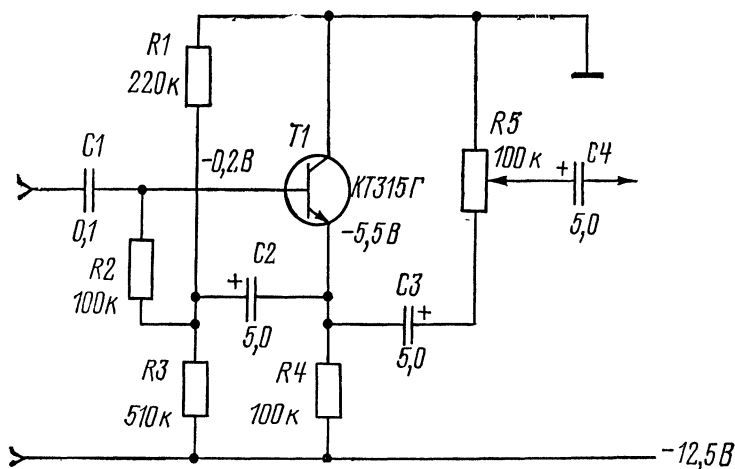 R1
220к
T1
R5
100к
C4
+
5,0
C1
-0,2В
КТ315Г
0,1
-5,5В
R2
100к
C2
+
5,0
C3
+
5,0
R3
510к
R4
100к
-12,5В